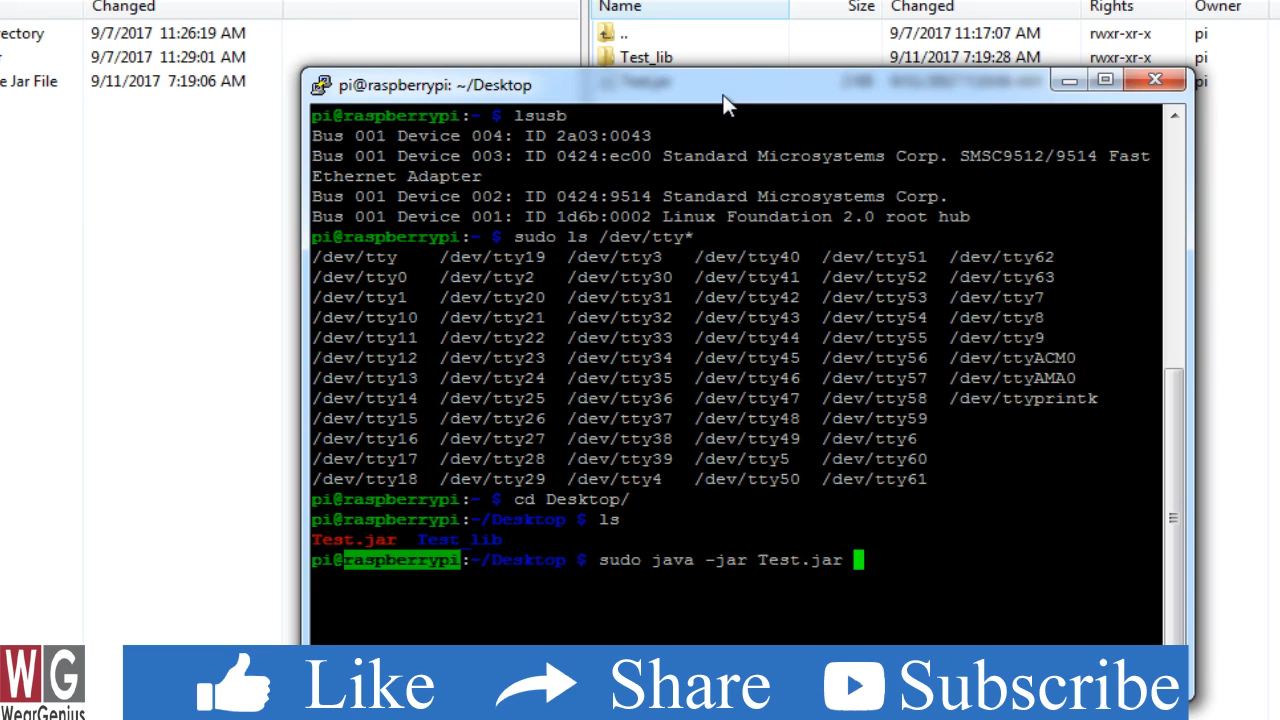 Changed Name Size Changed Rights Owner
ectory 9/7/2017 11:26:19 AM .. 9/7/2017 11:17:07 AM rwxr-xr-x pi
r 9/7/2017 11:29:01 AM Test_lib 9/11/2017 7:19:28 AM rwxr-xr-x pi
e Jar File 9/11/2017 7:19:06 AM pi
pi@raspberrypi: ~/Desktop
pi@raspberrypi:~ $ lsusb
Bus 001 Device 004: ID 2a03:0043
Bus 001 Device 003: ID 0424:ec00 Standard Microsystems Corp. SMSC9512/9514 Fast
Ethernet Adapter
Bus 001 Device 002: ID 0424:9514 Standard Microsystems Corp.
Bus 001 Device 001: ID 1d6b:0002 Linux Foundation 2.0 root hub
pi@raspberrypi:~ $ sudo ls /dev/tty*
/dev/tty /dev/tty19 /dev/tty3 /dev/tty40 /dev/tty51 /dev/tty62
/dev/tty0 /dev/tty2 /dev/tty30 /dev/tty41 /dev/tty52 /dev/tty63
/dev/tty1 /dev/tty20 /dev/tty31 /dev/tty42 /dev/tty53 /dev/tty7
/dev/tty10 /dev/tty21 /dev/tty32 /dev/tty43 /dev/tty54 /dev/tty8
/dev/tty11 /dev/tty22 /dev/tty33 /dev/tty44 /dev/tty55 /dev/tty9
/dev/tty12 /dev/tty23 /dev/tty34 /dev/tty45 /dev/tty56 /dev/ttyACM0
/dev/tty13 /dev/tty24 /dev/tty35 /dev/tty46 /dev/tty57 /dev/ttyAMA0
/dev/tty14 /dev/tty25 /dev/tty36 /dev/tty47 /dev/tty58 /dev/ttyprintk
/dev/tty15 /dev/tty26 /dev/tty37 /dev/tty48 /dev/tty59
/dev/tty16 /dev/tty27 /dev/tty38 /dev/tty49 /dev/tty6
/dev/tty17 /dev/tty28 /dev/tty39 /dev/tty5 /dev/tty60
/dev/tty18 /dev/tty29 /dev/tty4 /dev/tty50 /dev/tty61
pi@raspberrypi:~ $ cd Desktop/
pi@raspberrypi:~/Desktop $ ls
Test.jar Test_lib
pi@raspberrypi:~/Desktop $ sudo java -jar Test.jar
WG
WearGenius
Like Share Subscribe